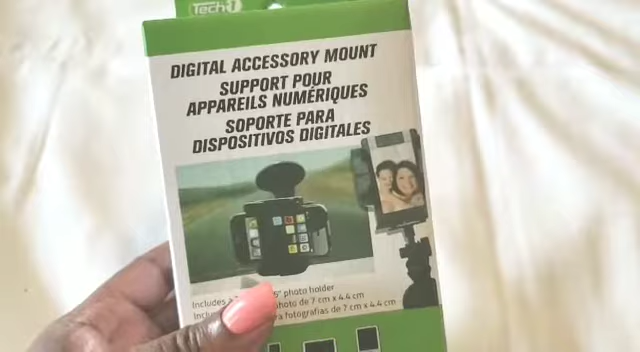 Tech1
DIGITAL ACCESSORY MOUNT
SUPPORT POUR
APPAREILS NUMÉRIQUES
SOPORTE PARA
DISPOSITIVOS DIGITALES
Includes photo holder
photo de 7 cm x 4.4 cm
fotografías de 7 cm x 4.4 cm